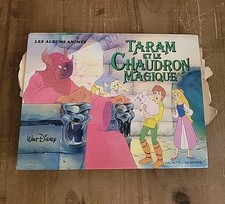 LES ALBUMS ANIMÉS
TARAM
ET LE
CHAUDRON
MAGIQUE
Walt Disney